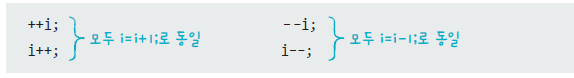 ++i;
i++;
모두 i=i+1;로 동일
--i;
i--;
모두 i=i-1;로 동일